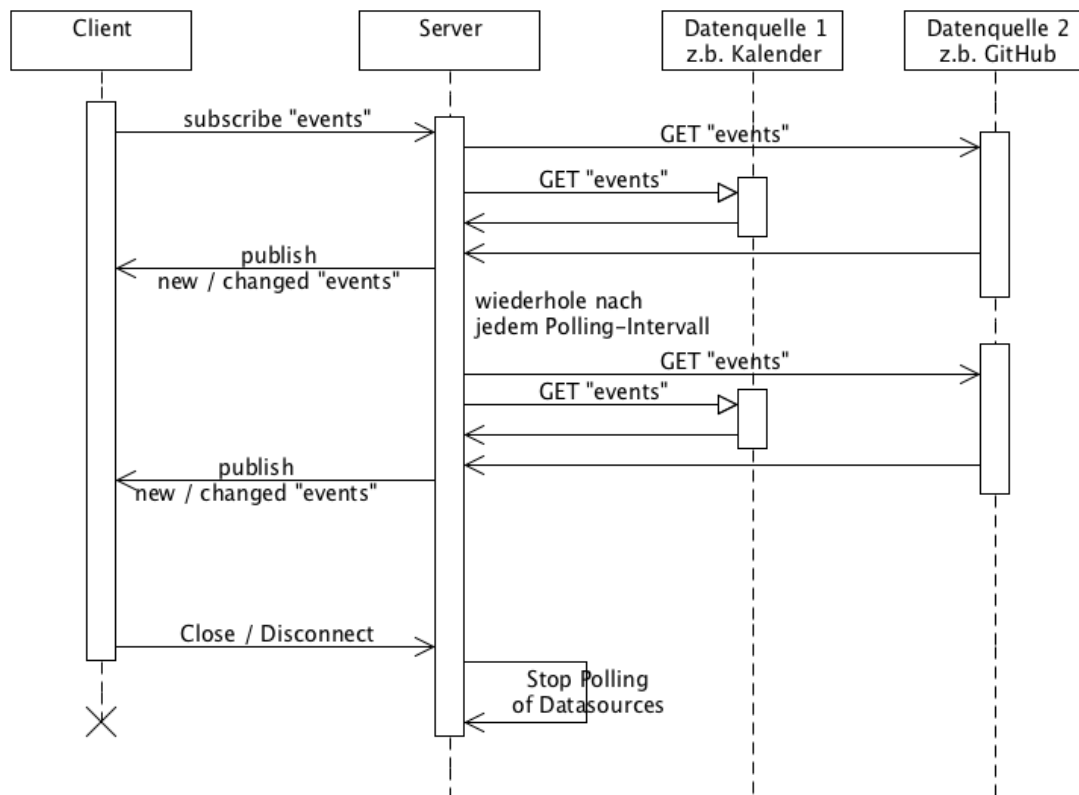 Client
Server
Datenquelle 1
z.b. Kalender
Datenquelle 2
z.b. GitHub
subscribe "events"
GET "events"
GET "events"
publish
new / changed "events"
wiederhole nach
jedem Polling-Intervall
GET "events"
GET "events"
publish
new / changed "events"
Close / Disconnect
Stop Polling
of Datasources